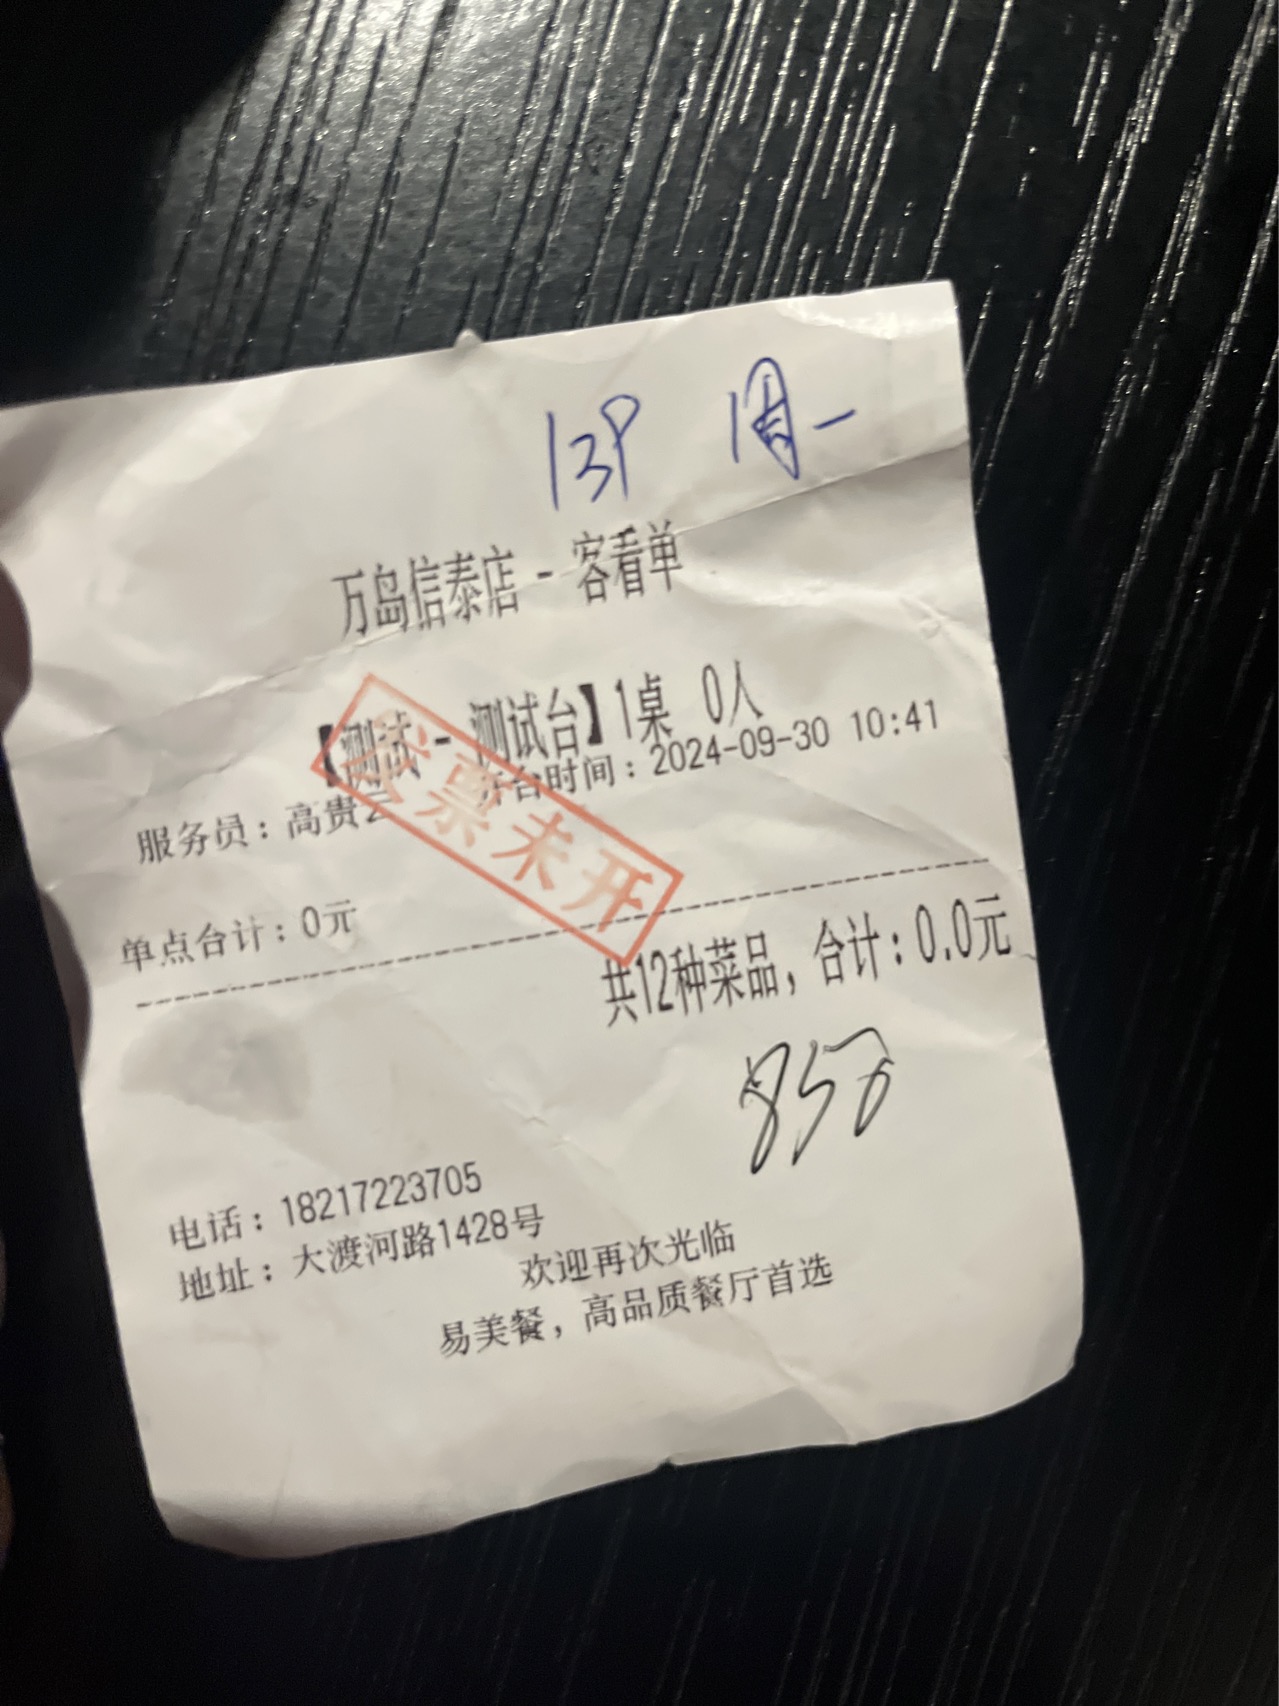 139 周一
万岛信泰店 - 客看单
【测试 - 测试台】1桌 0人
服务员：高贵云 开台时间：2024-09-30 10:41
发票未开
单点合计：0元
共12种菜品，合计：0.0元
850
电话：18217223705
地址：大渡河路1428号
欢迎再次光临
易美餐，高品质餐厅首选